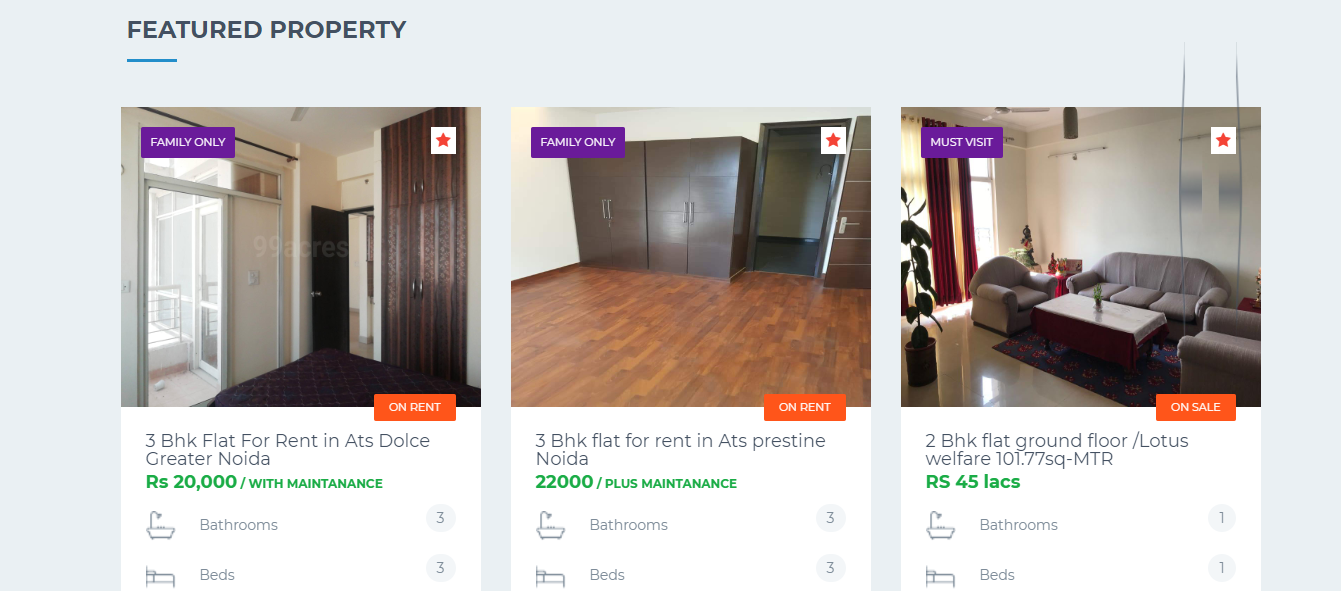 FEATURED PROPERTY
FAMILY ONLY
99acres
ON RENT
3 Bhk Flat For Rent in Ats Dolce
Greater Noida
Rs 20,000 / WITH MAINTANANCE
Bathrooms 3
Beds 3
FAMILY ONLY
ON RENT
3 Bhk flat for rent in Ats prestine
Noida
22000 / PLUS MAINTANANCE
Bathrooms 3
Beds 3
MUST VISIT
ON SALE
2 Bhk flat ground floor /Lotus
welfare 101.77sq-MTR
RS 45 lacs
Bathrooms 1
Beds 1